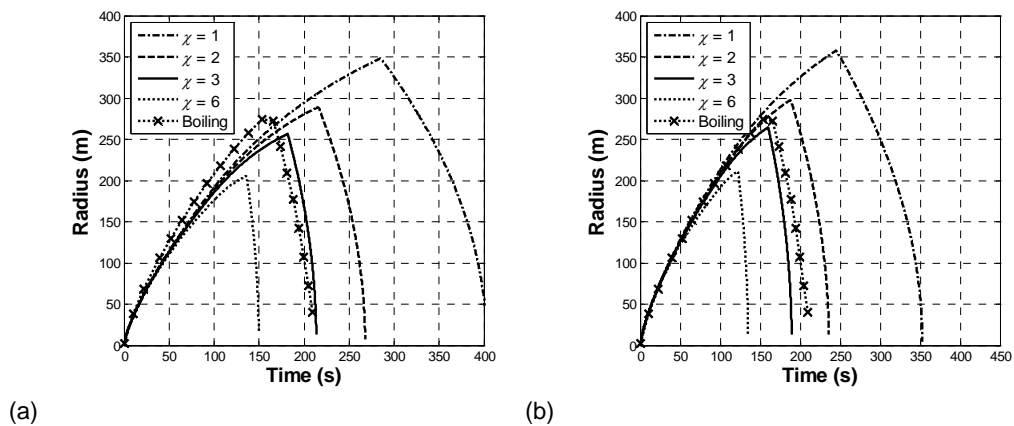 400
350
300
250
200
150
100
50
0
Radius (m)
χ = 1
χ = 2
χ = 3
χ = 6
Boiling
0 50 100 150 200 250 300 350 400
Time (s)
(a)
400
350
300
250
200
150
100
50
0
Radius (m)
χ = 1
χ = 2
χ = 3
χ = 6
Boiling
0 50 100 150 200 250 300 350 400 450
Time (s)
(b)